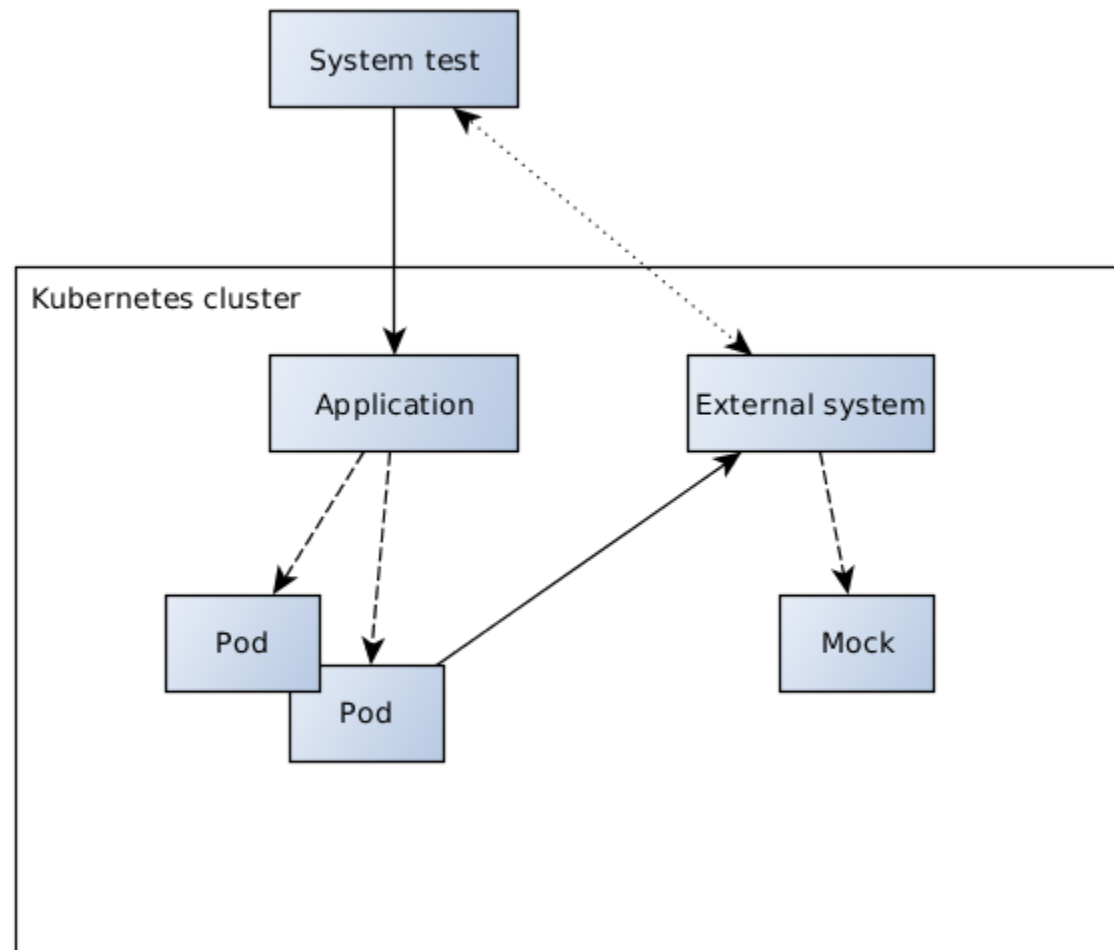 System test
Kubernetes cluster
Application
External system
Pod
Mock
Pod